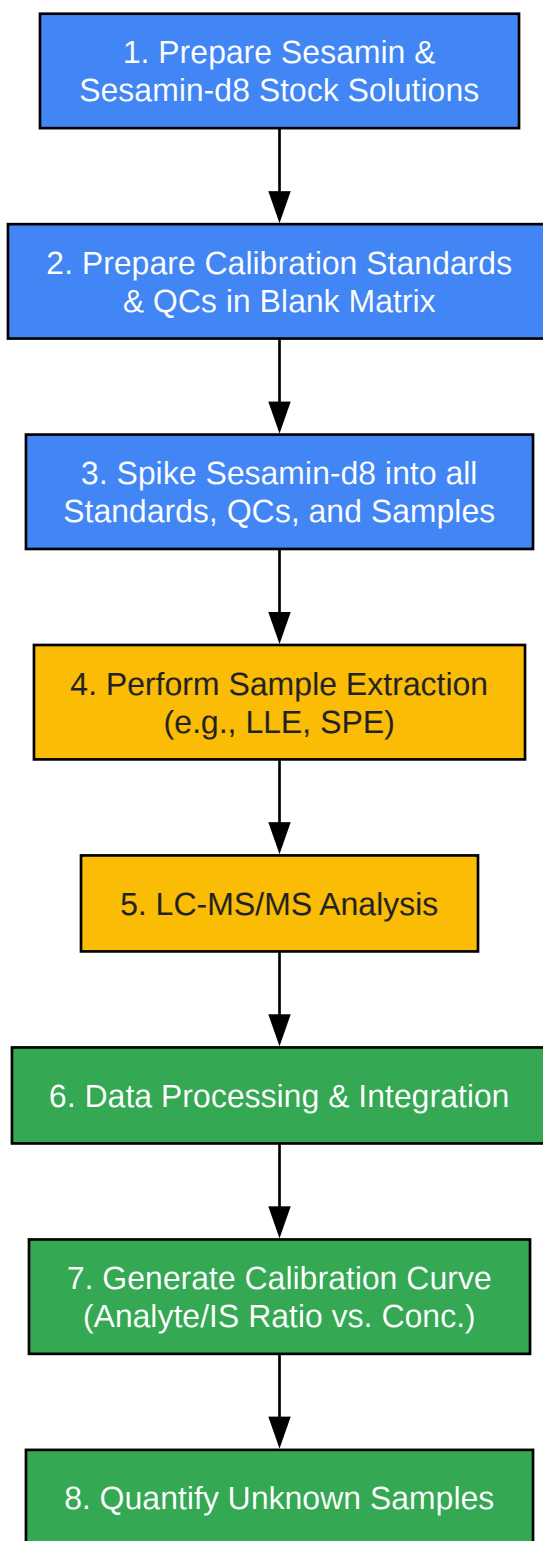 1. Prepare Sesamin &
Sesamin-d8 Stock Solutions
2. Prepare Calibration Standards
& QCs in Blank Matrix
3. Spike Sesamin-d8 into all
Standards, QCs, and Samples
4. Perform Sample Extraction
(e.g., LLE, SPE)
5. LC-MS/MS Analysis
6. Data Processing & Integration
7. Generate Calibration Curve
(Analyte/IS Ratio vs. Conc.)
8. Quantify Unknown Samples